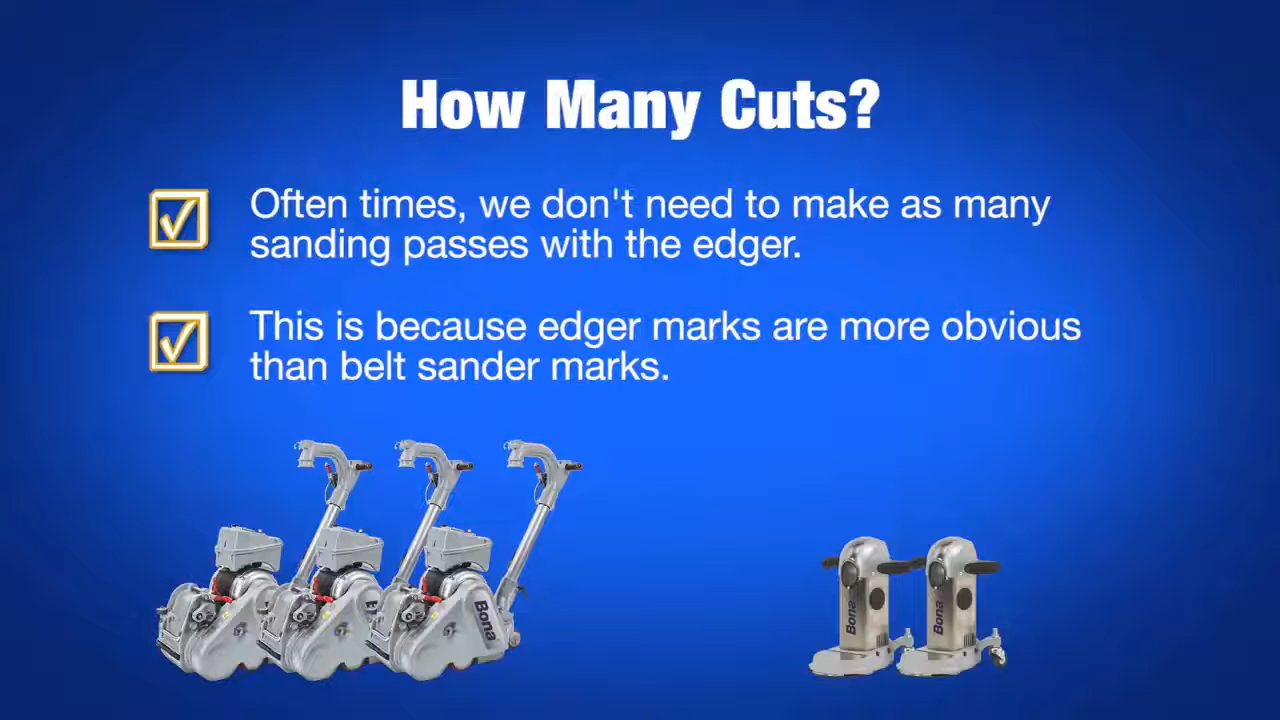 How Many Cuts?
Often times, we don't need to make as many
sanding passes with the edger.
This is because edger marks are more obvious
than belt sander marks.
Bona
Bona
Bona